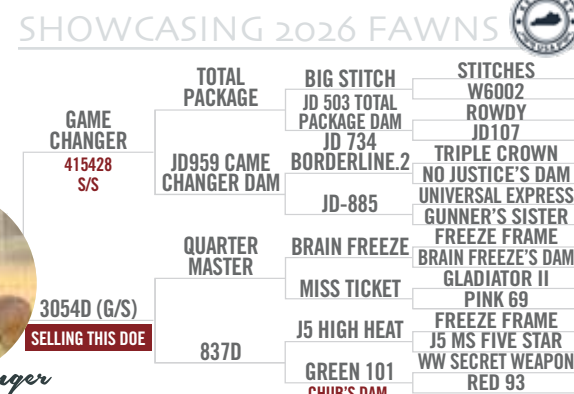 SHOWCASING 2026 FAWNS
GAME
CHANGER
415428
S/S
3054D (G/S)
SELLING THIS DOE
TOTAL
PACKAGE
JD959 CAME
CHANGER DAM
QUARTER
MASTER
837D
BIG STITCH
JD 503 TOTAL
PACKAGE DAM
JD 734
BORDERLINE.2
JD-885
BRAIN FREEZE
MISS TICKET
J5 HIGH HEAT
GREEN 101
CHUB'S DAM
STITCHES
W6002
ROWDY
JD107
TRIPLE CROWN
NO JUSTICE'S DAM
UNIVERSAL EXPRESS
GUNNER'S SISTER
FREEZE FRAME
BRAIN FREEZE'S DAM
GLADIATOR II
PINK 69
FREEZE FRAME
J5 MS FIVE STAR
WW SECRET WEAPON
RED 93